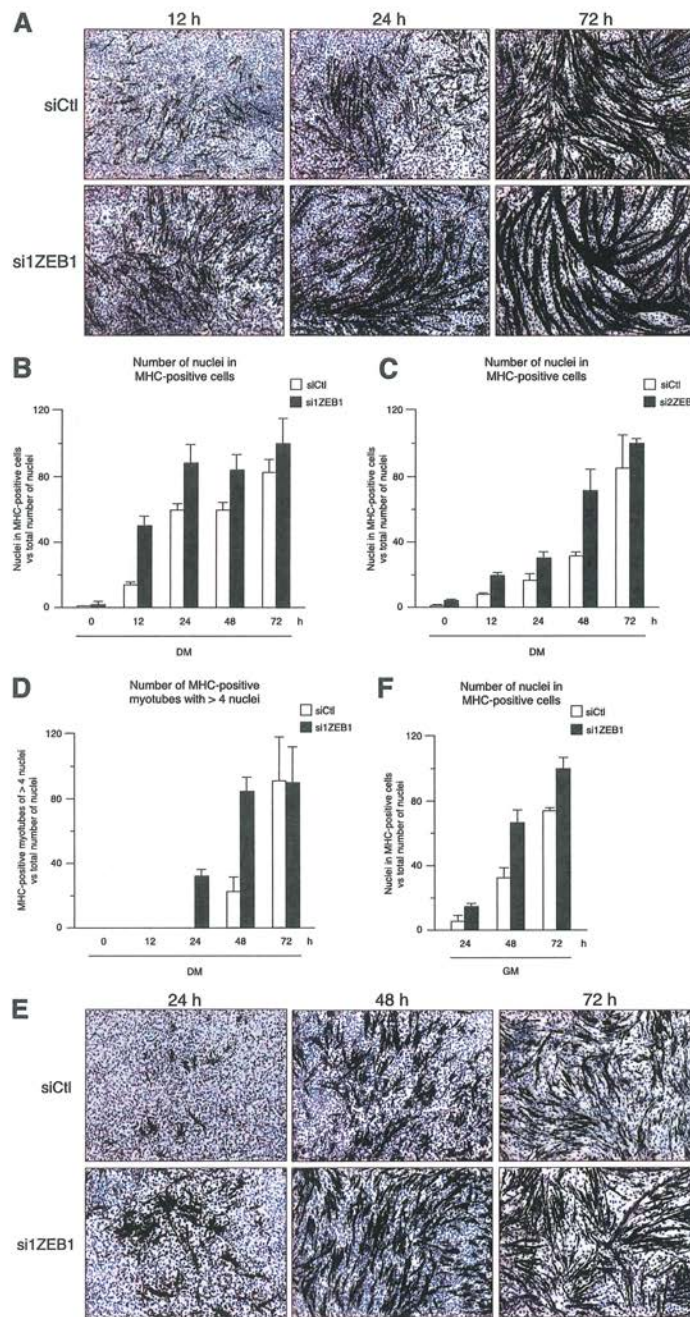 A
12 h 24 h 72 h
siCtl
si1ZEB1
B
Number of nuclei in
MHC-positive cells
siCtl
si1ZEB1
Nuclei in MHC-positive cells
vs total number of nuclei
120
80
40
0
0 12 24 48 72 h
DM
C
Number of nuclei in
MHC-positive cells
siCtl
si2ZEB
Nuclei in MHC-positive cells
vs total number of nuclei
120
80
40
0
0 12 24 48 72 h
DM
D
Number of MHC-positive
myotubes with > 4 nuclei
siCtl
si1ZEB1
MHC-positive myotubes of > 4 nuclei
vs total number of nuclei
120
80
40
0
0 12 24 48 72 h
DM
F
Number of nuclei in
MHC-positive cells
siCtl
si1ZEB1
Nuclei in MHC-positive cells
vs total number of nuclei
120
80
40
0
24 48 72 h
GM
E
24 h 48 h 72 h
siCtl
si1ZEB1